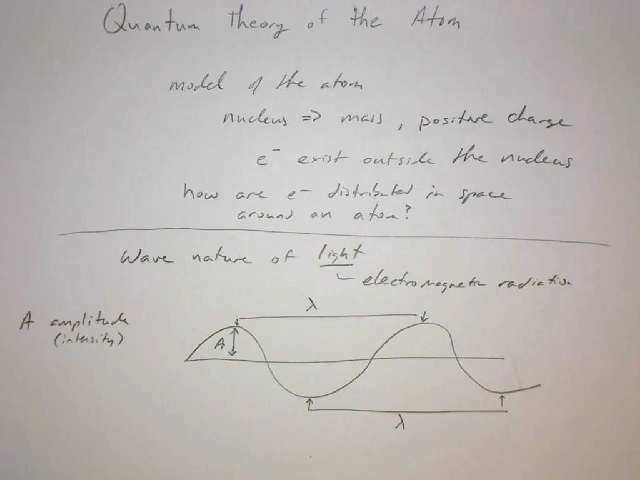 Quantum Theory of the Atom
model of the atom
nucleus => mass, positive charge
e⁻ exist outside the nucleus
how are e⁻ distributed in space
around an atom?
Wave nature of light
electromagnetic radiation
λ
A amplitude
(intensity)
A
λ